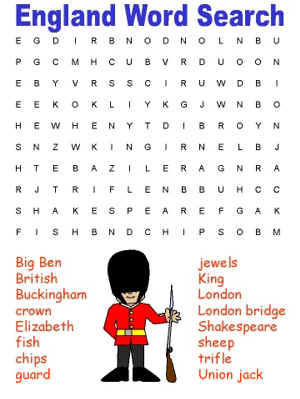 England Word Search
E G D I R B N O D N O L N B U
P G C M H C U B V R D U O O N
E B Y V R S S C I R U W D B I
E E K O K L I Y K G J W N B O
H E W H E N Y T D I B R O Y N
S N Z W K I N G I R N E L B J
H T E B A Z I L E R A G N R A
R J T R I F L E N B B U H C C
S H A K E S P E A R E F G A K
F I S H B N D C H I P S O B M
Big Ben
British
Buckingham
crown
Elizabeth
fish
chips
guard
jewels
King
London
London bridge
Shakespeare
sheep
trifle
Union jack